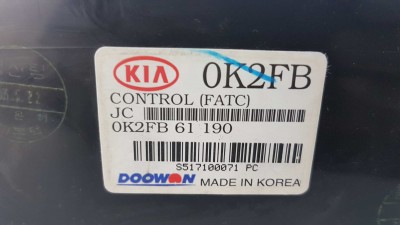 KIA 0K2FB
CONTROL (FATC)
JC
0K2FB 61 190
S517100071 PC
DOOWON MADE IN KOREA